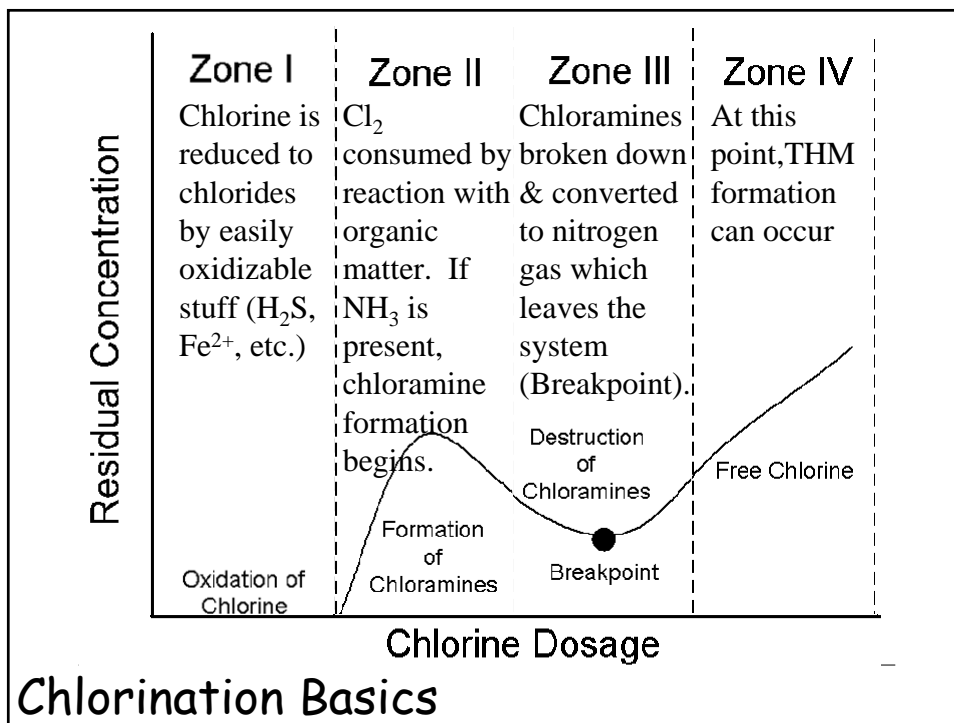 Zone I
Chlorine is
reduced to
chlorides
by easily
oxidizable
stuff (H₂S,
Fe²⁺, etc.)
Oxidation of
Chlorine
Zone II
Cl₂
consumed by
reaction with
organic
matter. If
NH₃ is
present,
chloramine
formation
begins.
Formation
of
Chloramines
Zone III
Chloramines
broken down
& converted
to nitrogen
gas which
leaves the
system
(Breakpoint).
Destruction
of
Chloramines
Breakpoint
Zone IV
At this
point,THM
formation
can occur
Free Chlorine
Residual Concentration
Chlorine Dosage
Chlorination Basics